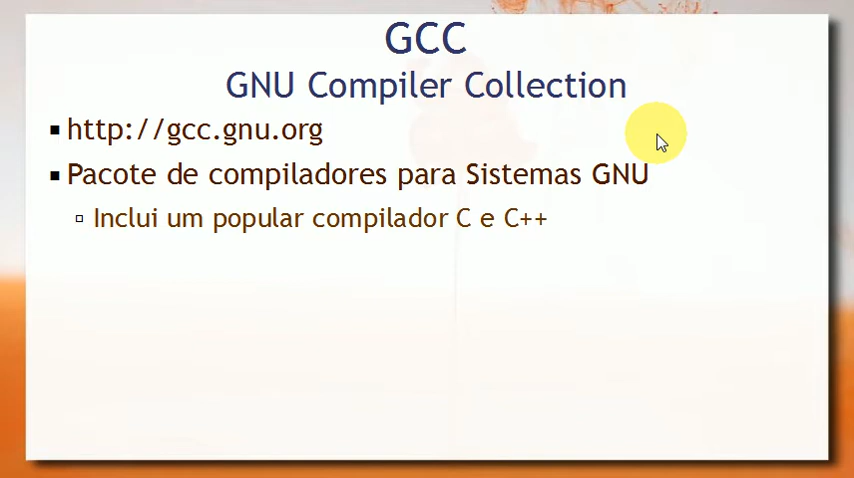 GCC
GNU Compiler Collection
http://gcc.gnu.org
Pacote de compiladores para Sistemas GNU
Inclui um popular compilador C e C++